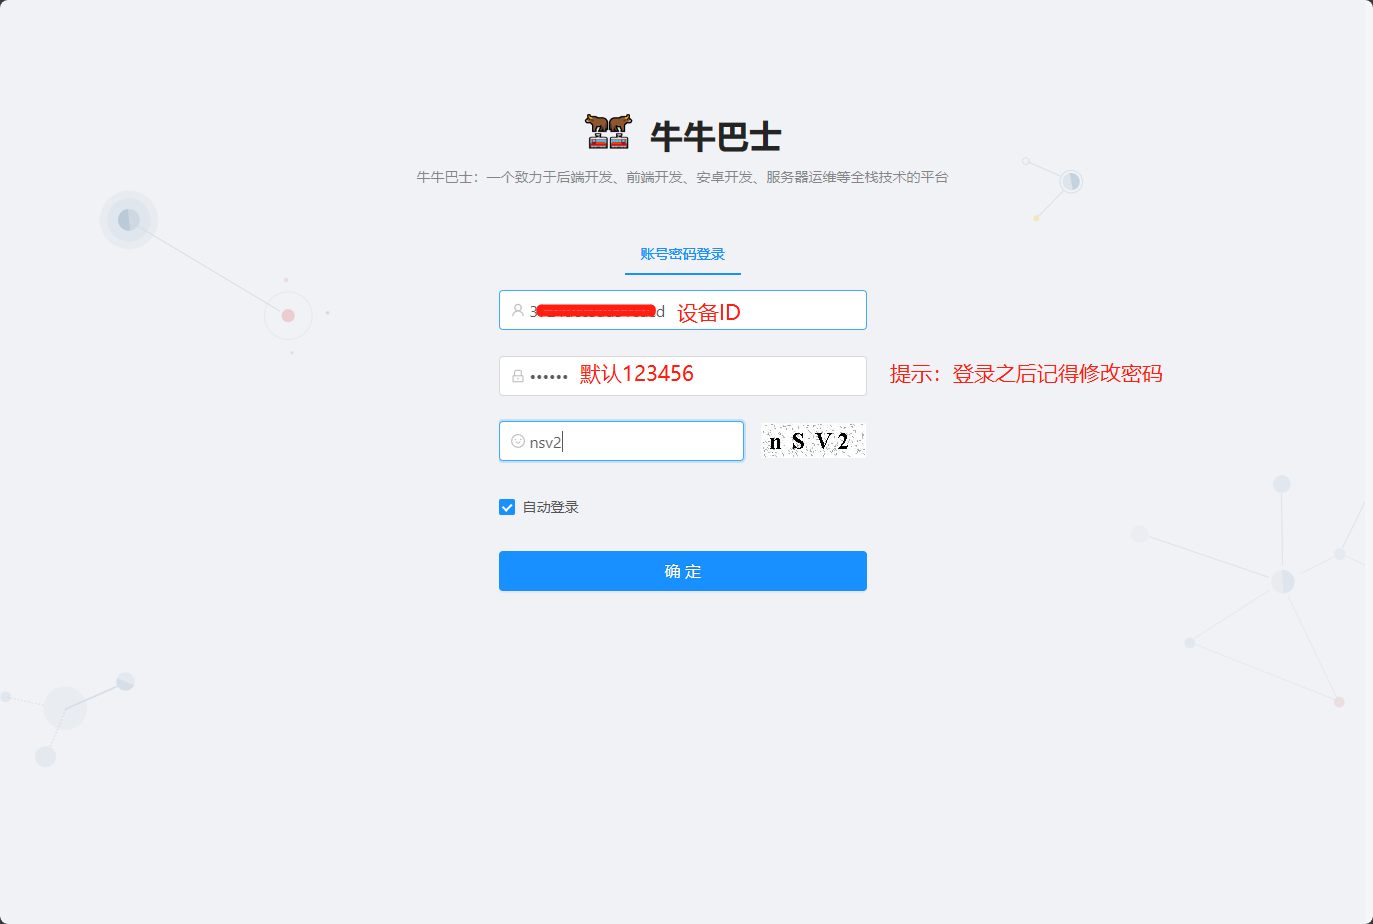 牛牛巴士
牛牛巴士：一个致力于后端开发、前端开发、安卓开发、服务器运维等全栈技术的平台
账号密码登录
设备ID
•••••• 默认123456 提示：登录之后记得修改密码
nsv2 n S V 2
自动登录
确 定